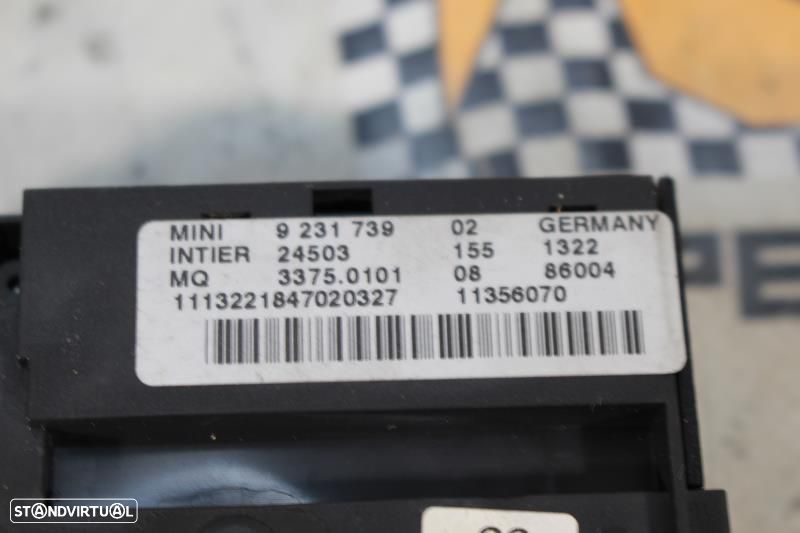 MINI 9 231 739 02 GERMANY
INTIER 24503 155 1322
MQ 3375.0101 08 86004
1113221847020327 11356070
STANDVIRTUAL